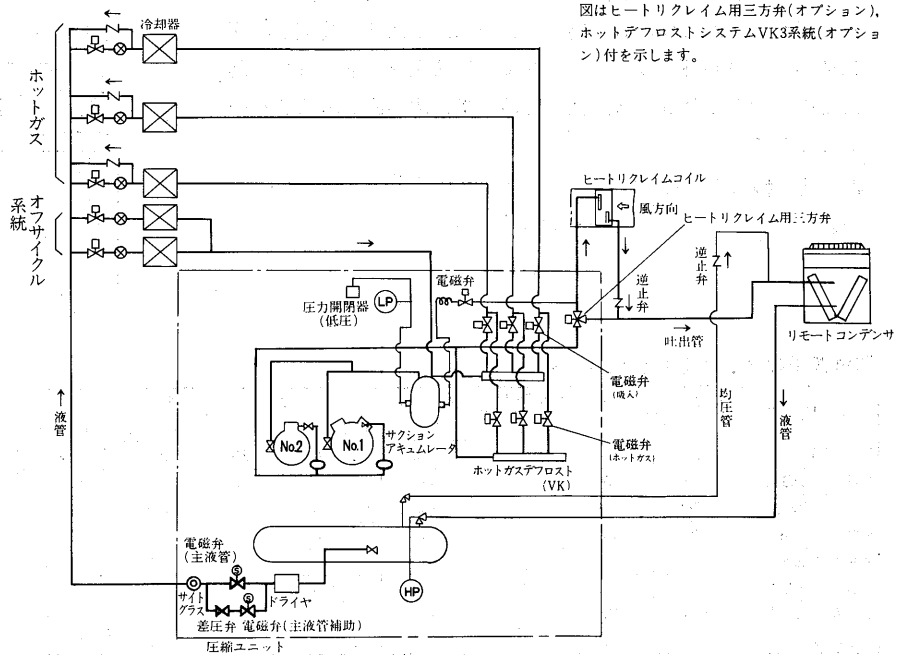 図はヒートリクレイム用三方弁(オプション),
ホットデフロストシステムVK3系統(オプショ
ン)付を示します。
冷却器
ホットガス
オフサイクル
系統
ヒートリクレイムコイル
風方向
ヒートリクレイム用三方弁
逆止弁
逆止弁
リモートコンデンサ
吐出管
電磁弁
圧力開閉器
(低圧)
LP
電磁弁
(吸入)
均圧管
液管
液管
No.2
No.1
サクション
アキュムレータ
電磁弁
(ホットガス)
ホットガスデフロスト
(VK)
電磁弁
(主液管)
S
HP
サイト
グラス
ドライヤ
S
差圧弁 電磁弁(主液管補助)
圧縮ユニット